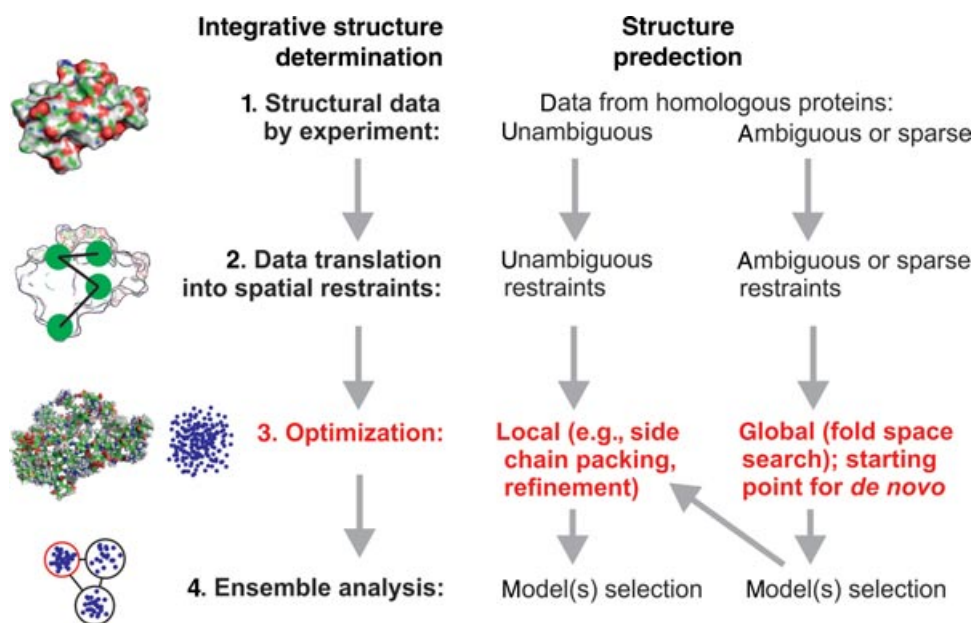 Integrative structure
determination
Structure
predection
1. Structural data
by experiment:
Data from homologous proteins:
Unambiguous
Ambiguous or sparse
2. Data translation
into spatial restraints:
Unambiguous
restraints
Ambiguous or sparse
restraints
3. Optimization:
Local (e.g., side
chain packing,
refinement)
Global (fold space
search); starting
point for de novo
4. Ensemble analysis:
Model(s) selection
Model(s) selection